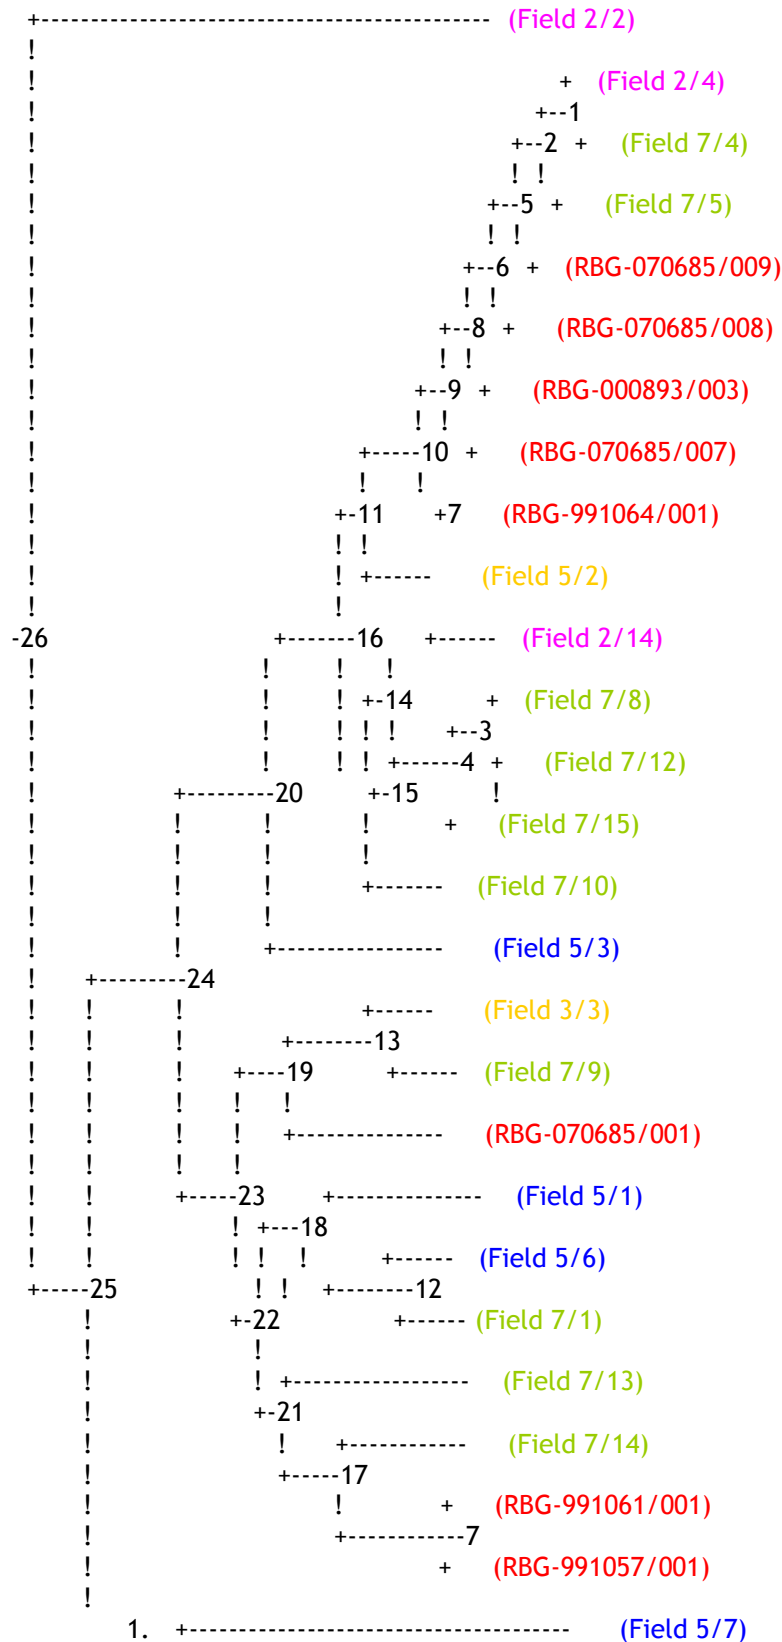 +----------------------------------------- (Field 2/2)
!
! + (Field 2/4)
! +--1
! +--2 + (Field 7/4)
! ! !
! +--5 + (Field 7/5)
! ! !
! +--6 + (RBG-070685/009)
! ! !
! +--8 + (RBG-070685/008)
! ! !
! +--9 + (RBG-000893/003)
! ! !
! +-----10 + (RBG-070685/007)
! ! !
! +-11 +7 (RBG-991064/001)
! ! !
! ! +------ (Field 5/2)
! !
-26 +-------16 +------ (Field 2/14)
! ! ! !
! ! ! +-14 + (Field 7/8)
! ! ! ! ! +--3
! ! ! ! +------4 + (Field 7/12)
! +---------20 +-15 !
! ! ! ! + (Field 7/15)
! ! ! !
! ! ! +------- (Field 7/10)
! ! !
! ! +--------------- (Field 5/3)
! +---------24
! ! ! +------ (Field 3/3)
! ! ! +--------13
! ! ! +----19 +------ (Field 7/9)
! ! ! ! !
! ! ! ! +-------------- (RBG-070685/001)
! ! ! !
! ! +-----23 +-------------- (Field 5/1)
! ! ! +---18
! ! ! ! ! +------ (Field 5/6)
+-----25 ! ! +--------12
! +-22 +------ (Field 7/1)
! !
! ! +----------------- (Field 7/13)
! +-21
! ! +----------- (Field 7/14)
! +-----17
! ! + (RBG-991061/001)
! +------------7
! + (RBG-991057/001)
!
1. +------------------------------------ (Field 5/7)